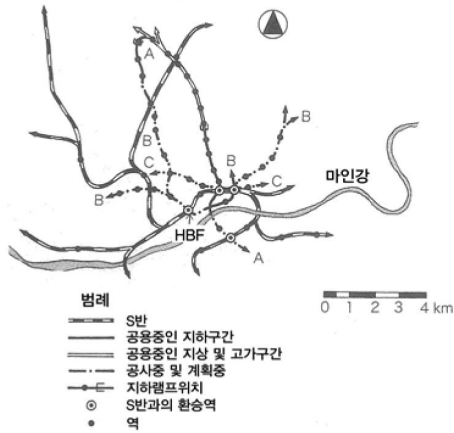 A
B
B
B
C
B
C
마인강
HBF
A
0 1 2 3 4 km
범례
S반
공용중인 지하구간
공용중인 지상 및 고가구간
공사중 및 계획중
E 지하램프위치
S반과의 환승역
역